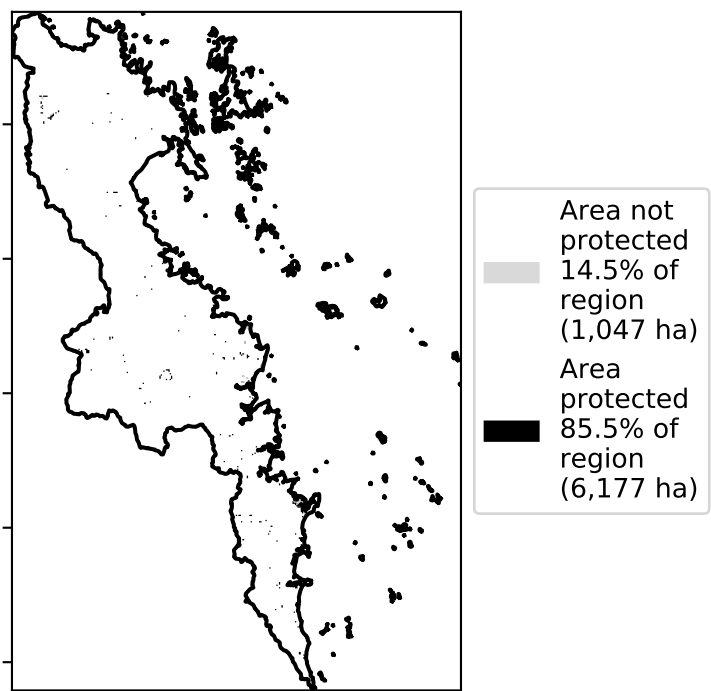 Area not
protected
14.5% of
region
(1,047 ha)
Area
protected
85.5% of
region
(6,177 ha)